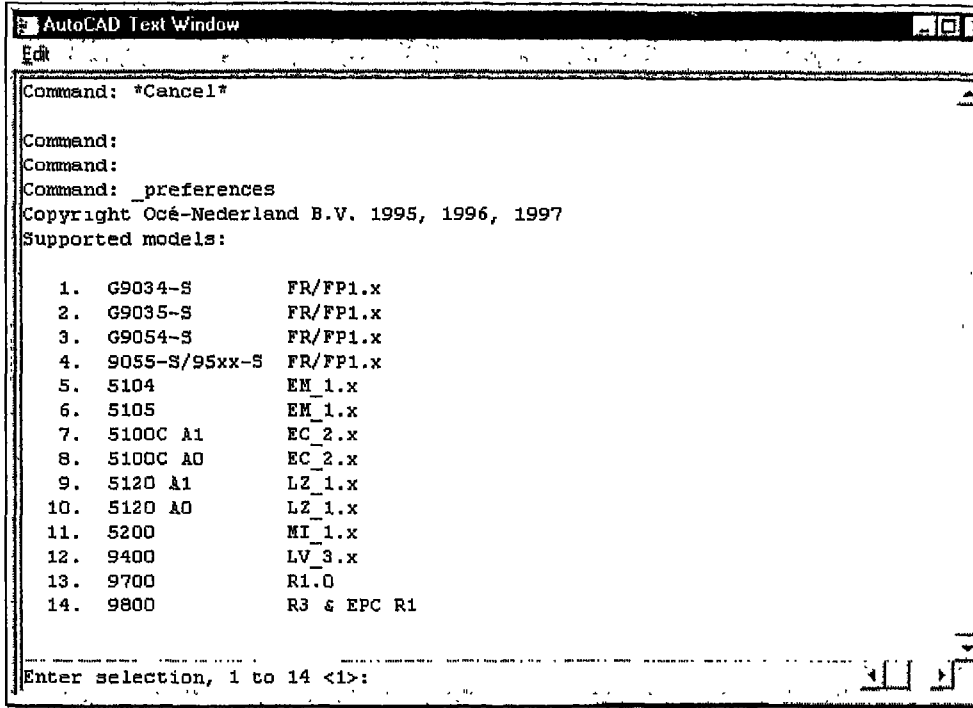 AutoCAD Text Window
Edit
Command: *Cancel*
Command:
Command:
Command: _preferences
Copyright Océ-Nederland B.V. 1995, 1996, 1997
Supported models:
1. G9034-S FR/FP1.x
2. G9035-S FR/FP1.x
3. G9054-S FR/FP1.x
4. 9055-S/95xx-S FR/FP1.x
5. 5104 EM_1.x
6. 5105 EM_1.x
7. 5100C A1 EC_2.x
8. 5100C A0 EC_2.x
9. 5120 A1 LZ_1.x
10. 5120 A0 LZ_1.x
11. 5200 MI_1.x
12. 9400 LV_3.x
13. 9700 R1.0
14. 9800 R3 & EPC R1
Enter selection, 1 to 14 <1>: